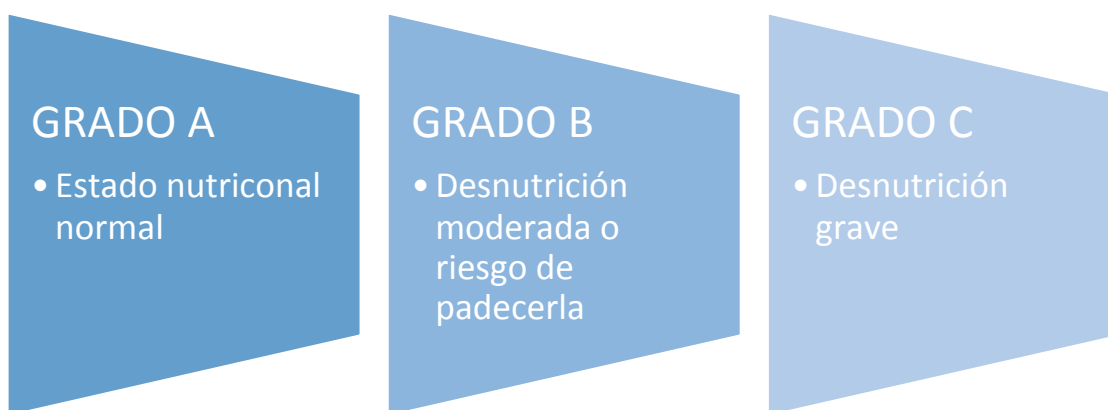 GRADO A
• Estado nutriconal
normal
GRADO B
• Desnutrición
moderada o
riesgo de
padecerla
GRADO C
• Desnutrición
grave